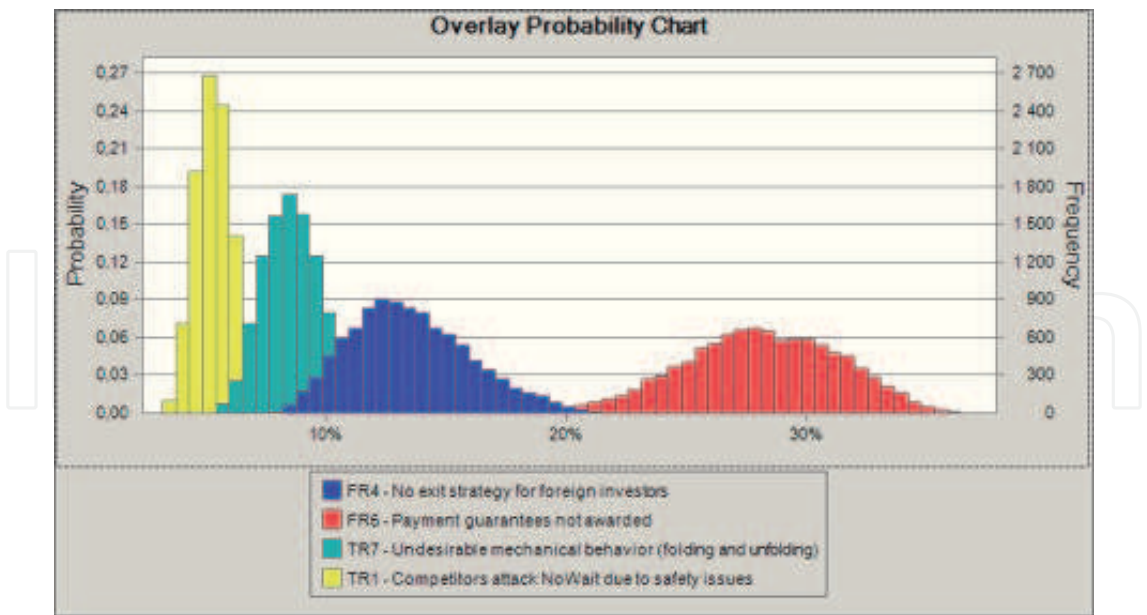 Overlay Probability Chart
0,27 2 700
0,24 2 400
0,21 2 100
0,18 1 800
0,15 1 500
0,12 1 200
0,09 900
0,06 600
0,03 300
0,00 0
Probability
Frequency
10% 20% 30%
FR4 - No exit strategy for foreign investors
FR5 - Payment guarantees not awarded
TR7 - Undesirable mechanical behavior (folding and unfolding)
TR1 - Competitors attack NoWait due to safety issues